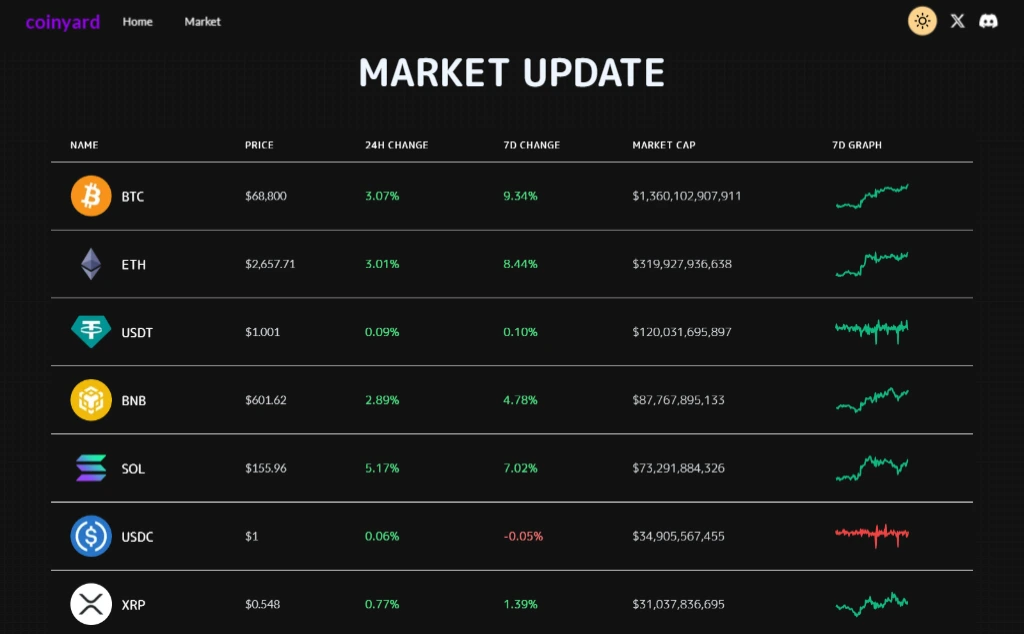 coinyard Home Market
MARKET UPDATE
NAME PRICE 24H CHANGE 7D CHANGE MARKET CAP 7D GRAPH
BTC $68,800 3.07% 9.34% $1,360,102,907,911
ETH $2,657.71 3.01% 8.44% $319,927,936,638
USDT $1.001 0.09% 0.10% $120,031,695,897
BNB $601.62 2.89% 4.78% $87,767,895,133
SOL $155.96 5.17% 7.02% $73,291,884,326
USDC $1 0.06% -0.05% $34,905,567,455
XRP $0.548 0.77% 1.39% $31,037,836,695